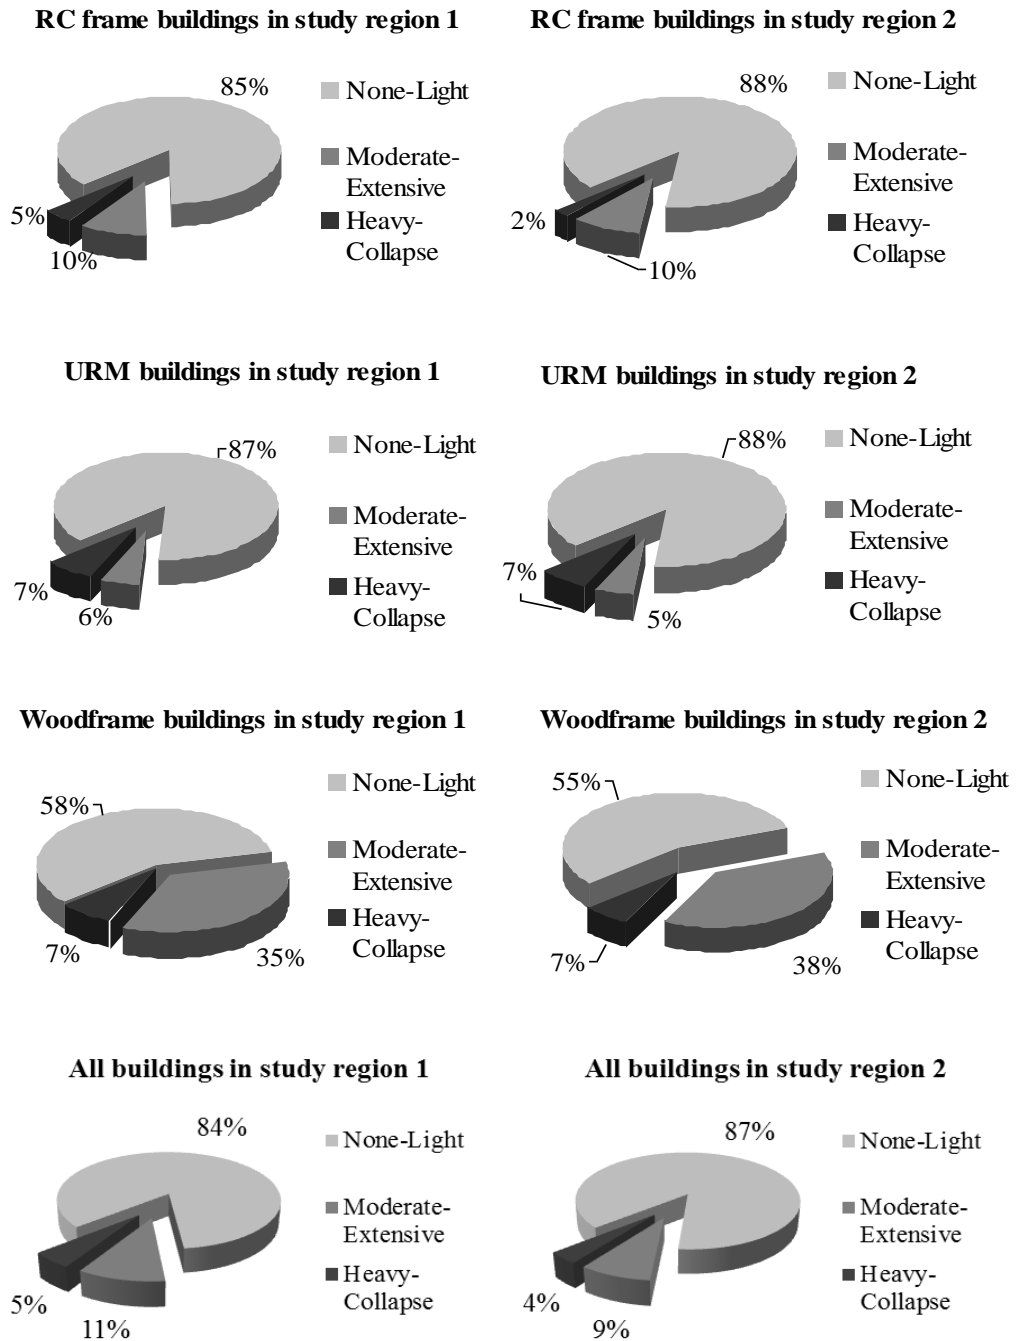 RC frame buildings in study region 1
85%
None-Light
Moderate-
Extensive
Heavy-
Collapse
5%
10%
RC frame buildings in study region 2
88%
None-Light
Moderate-
Extensive
Heavy-
Collapse
2%
10%
URM buildings in study region 1
87%
None-Light
Moderate-
Extensive
Heavy-
Collapse
7%
6%
URM buildings in study region 2
88%
None-Light
Moderate-
Extensive
Heavy-
Collapse
7%
5%
Woodframe buildings in study region 1
58%
None-Light
Moderate-
Extensive
Heavy-
Collapse
7%
35%
Woodframe buildings in study region 2
55%
None-Light
Moderate-
Extensive
Heavy-
Collapse
7%
38%
All buildings in study region 1
84%
None-Light
Moderate-
Extensive
Heavy-
Collapse
5%
11%
All buildings in study region 2
87%
None-Light
Moderate-
Extensive
Heavy-
Collapse
4%
9%